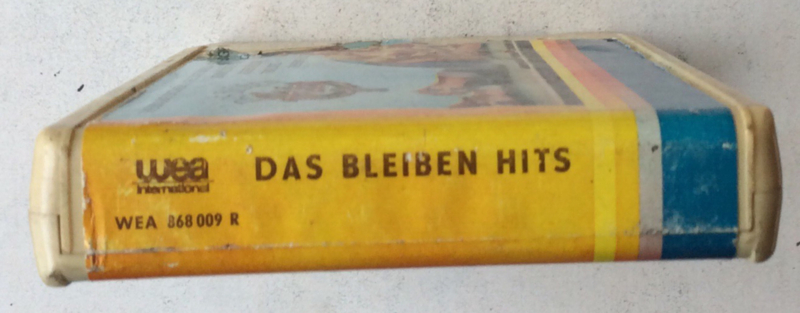 wea
International
DAS BLEIBEN HITS
WEA 868 009 R